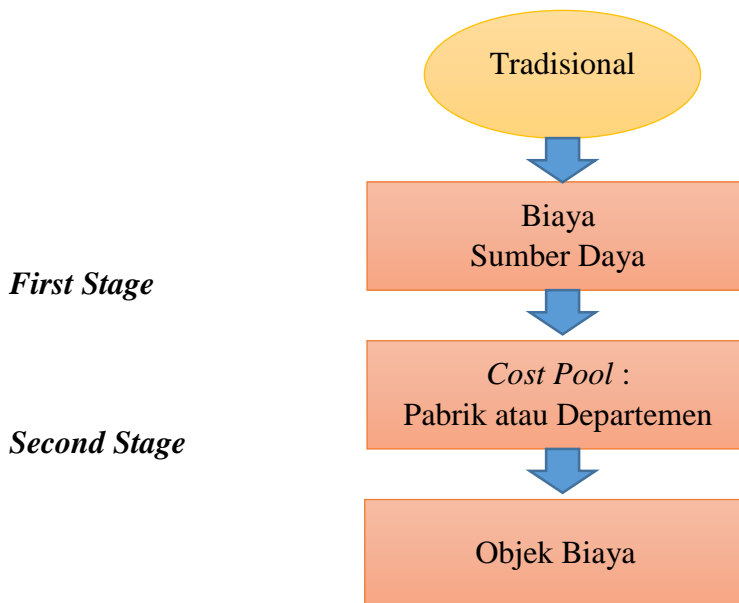 Tradisional
Biaya
Sumber Daya
First Stage
Cost Pool :
Pabrik atau Departemen
Second Stage
Objek Biaya